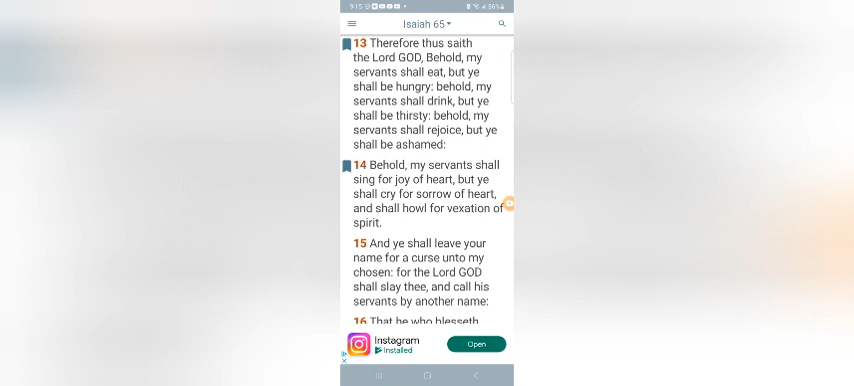 9:15
86%
Isaiah 65
13 Therefore thus saith
the Lord GOD, Behold, my
servants shall eat, but ye
shall be hungry: behold, my
servants shall drink, but ye
shall be thirsty: behold, my
servants shall rejoice, but ye
shall be ashamed:
14 Behold, my servants shall
sing for joy of heart, but ye
shall cry for sorrow of heart,
and shall howl for vexation of
spirit.
15 And ye shall leave your
name for a curse unto my
chosen: for the Lord GOD
shall slay thee, and call his
servants by another name:
16 That he who blesseth
Instagram
Installed
Open